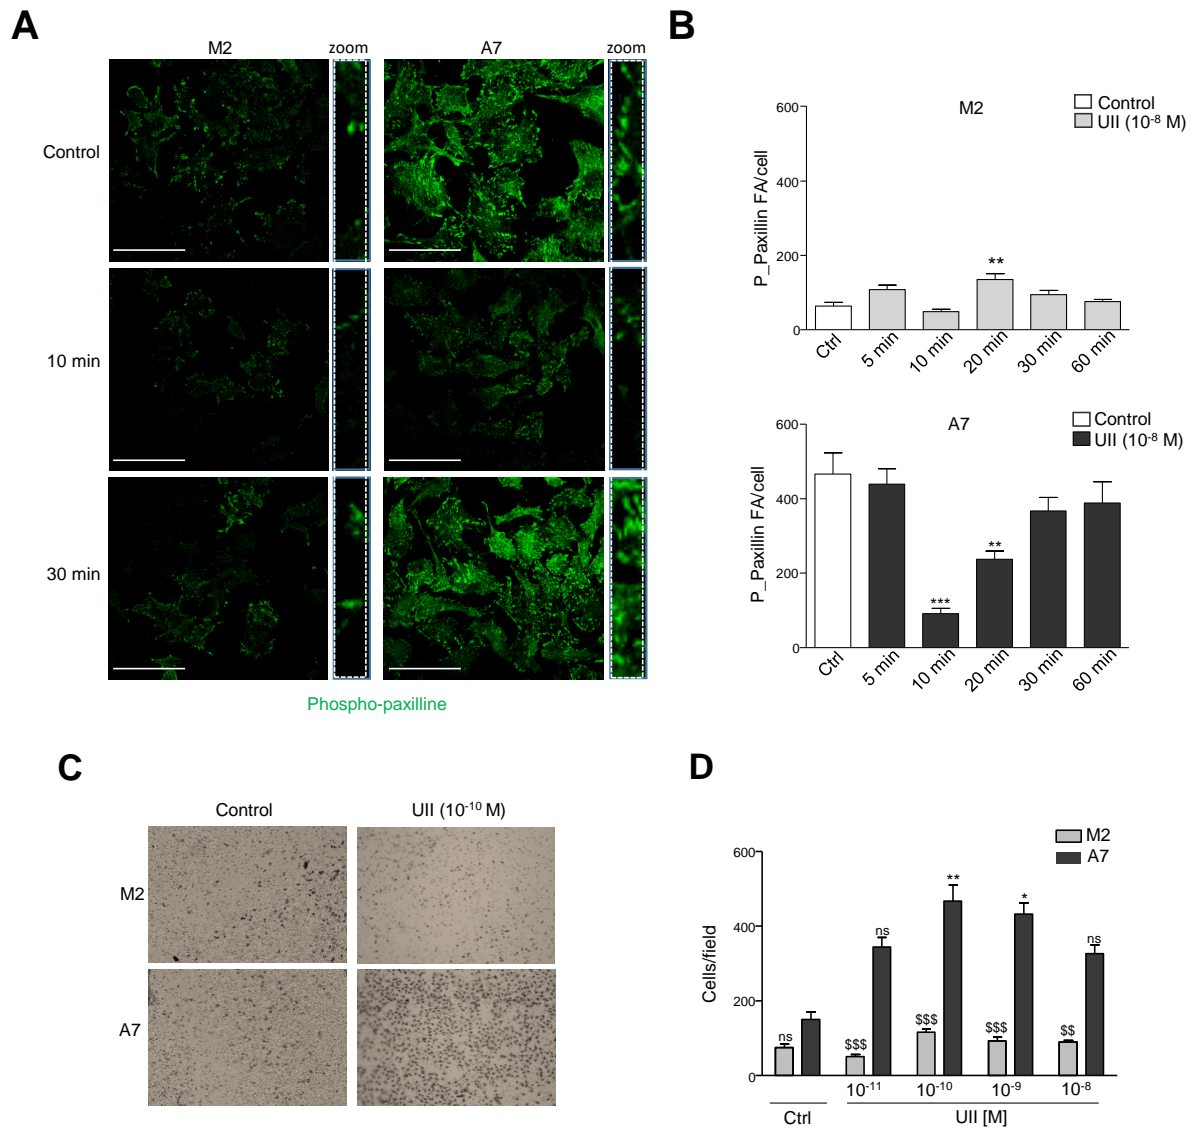 A
M2 zoom A7 zoom
Control
10 min
30 min
Phospho-paxilline
B
M2
Control
UII (10-8 M)
P_Paxillin FA/cell
600
400
200
0
**
Ctrl 5 min 10 min 20 min 30 min 60 min
A7
Control
UII (10-8 M)
P_Paxillin FA/cell
600
400
200
0
***
**
Ctrl 5 min 10 min 20 min 30 min 60 min
C
Control UII (10-10 M)
M2
A7
D
M2
A7
Cells/field
600
400
200
0
ns $$$ ns $$$ ** $$$ * $$ ns
10-11 10-10 10-9 10-8
Ctrl UII [M]